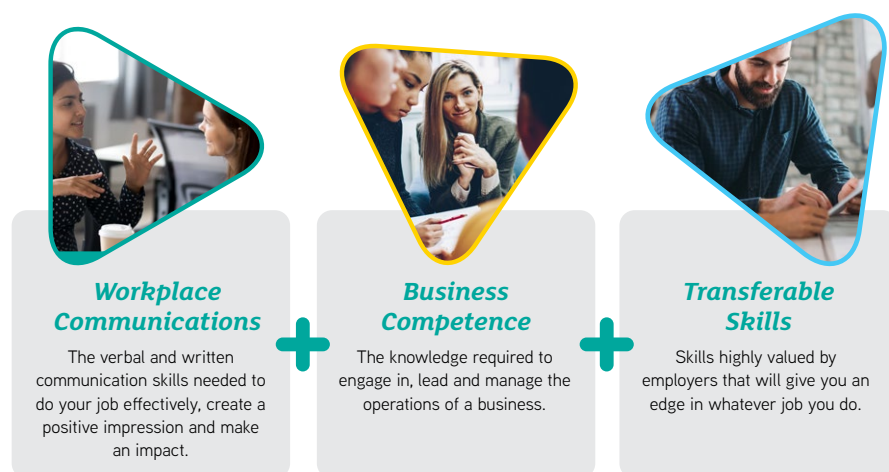 Workplace
Communications
The verbal and written
communication skills needed to
do your job effectively, create a
positive impression and make
an impact.
Business
Competence
The knowledge required to
engage in, lead and manage the
operations of a business.
Transferable
Skills
Skills highly valued by
employers that will give you an
edge in whatever job you do.